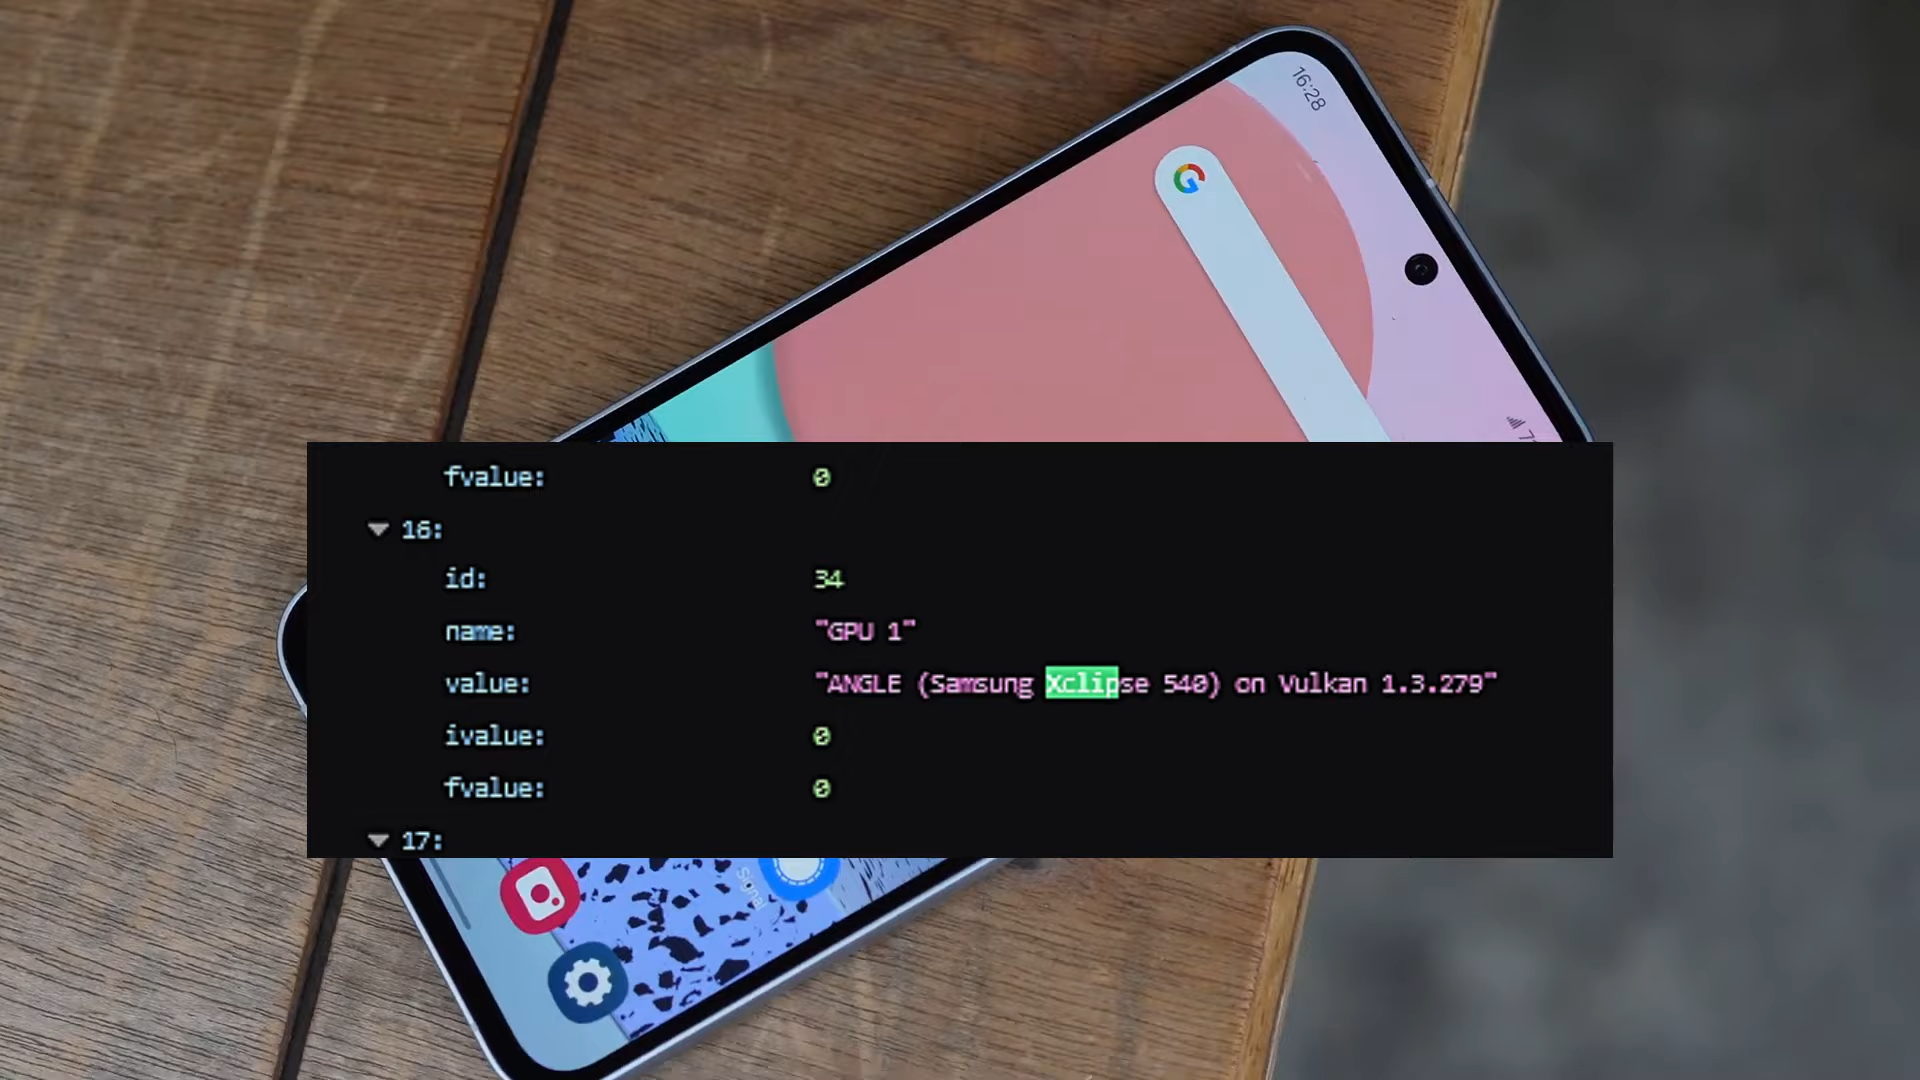 16:28
G
fvalue: 0
16:
id: 34
name: "GPU 1"
value: "ANGLE (Samsung Xclipse 540) on Vulkan 1.3.279"
ivalue: 0
fvalue: 0
17:
Signal